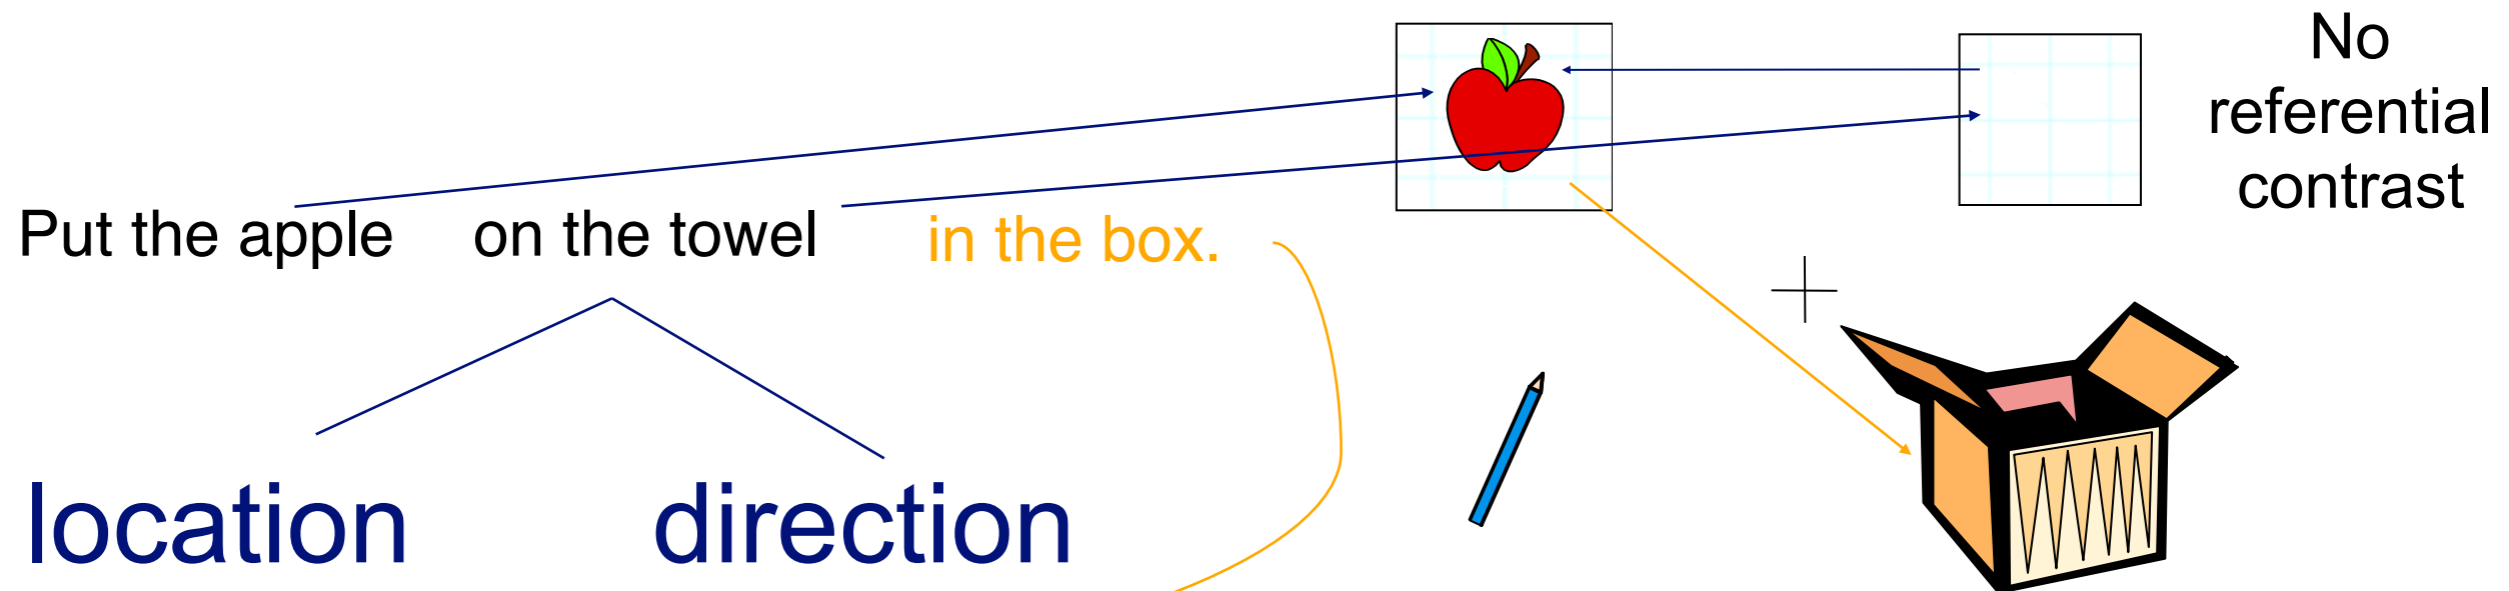 No
referential
contrast
Put the apple on the towel in the box.
location direction